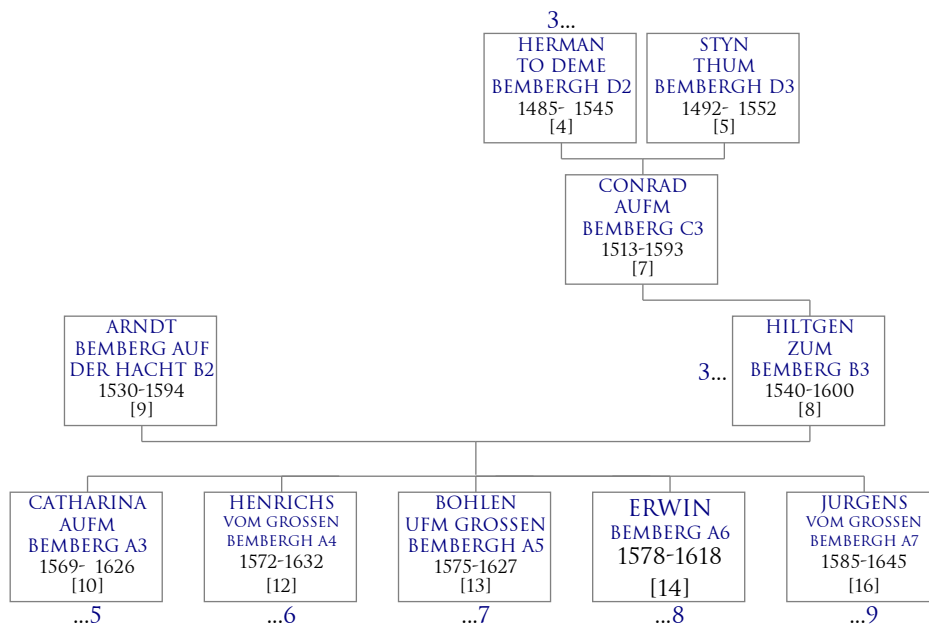 3...
HERMAN
TO DEME
BEMBERGH D2
1485- 1545
[4]
STYN
THUM
BEMBERGH D3
1492- 1552
[5]
CONRAD
AUFM
BEMBERG C3
1513-1593
[7]
ARNDT
BEMBERG AUF
DER HACHT B2
1530-1594
[9]
3...
HILTGEN
ZUM
BEMBERG B3
1540-1600
[8]
CATHARINA
AUFM
BEMBERG A3
1569- 1626
[10]
...5
HENRICHS
VOM GROSSEN
BEMBERGH A4
1572-1632
[12]
...6
BOHLEN
UFM GROSSEN
BEMBERGH A5
1575-1627
[13]
...7
ERWIN
BEMBERG A6
1578-1618
[14]
...8
JURGENS
VOM GROSSEN
BEMBERGH A7
1585-1645
[16]
...9